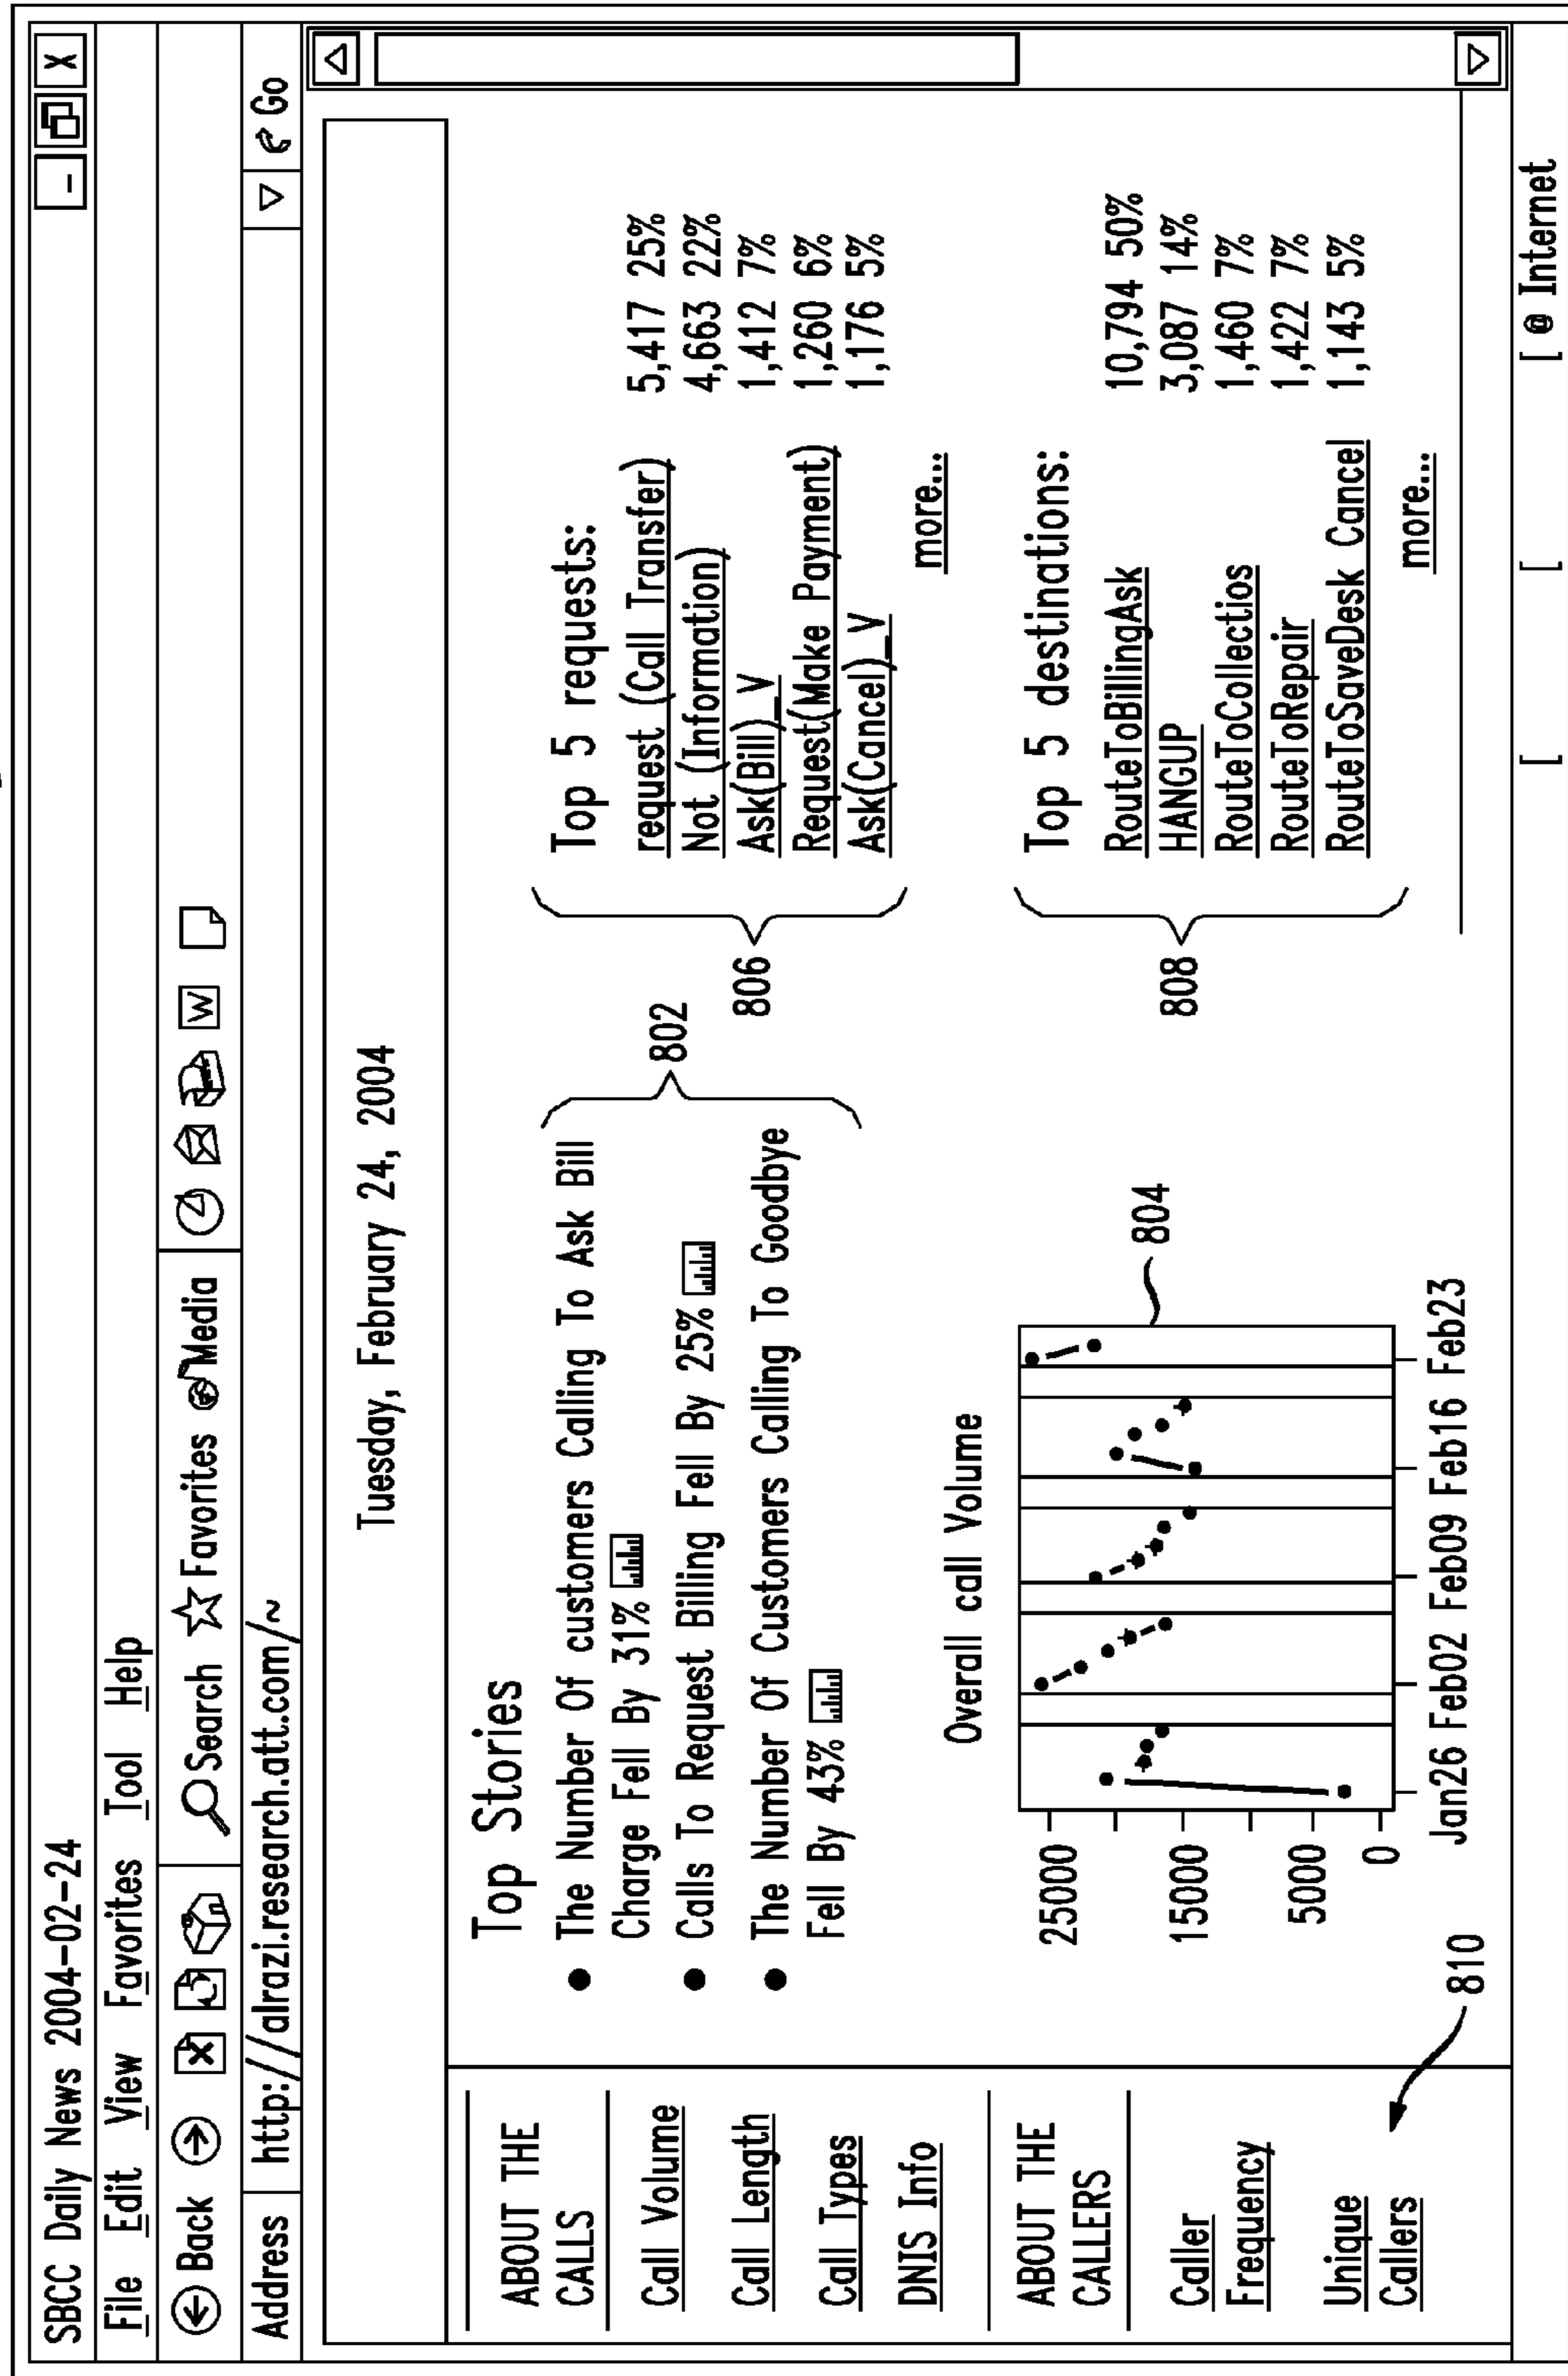 SBCC Daily News 2004-02-24
- X
File Edit View Favorites Tool Help
Back Search Favorites Media W
Address http://alrazi.research.att.com/~ Go
Tuesday, February 24, 2004
ABOUT THE
CALLS
Call Volume
Call Length
Call Types
DNIS Info
ABOUT THE
CALLERS
Caller
Frequency
Unique
Callers
810
Top Stories
● The Number Of customers Calling To Ask Bill
Charge Fell By 31%
● Calls To Request Billing Fell By 25%
● The Number Of Customers Calling To Goodbye
Fell By 43%
802
Overall call Volume
25000
15000
5000
0
Jan26 Feb02 Feb09 Feb16 Feb23
804
Top 5 requests:
request (Call Transfer) 5,417 25%
Not (Information) 4,663 22%
Ask(Bill)_V 1,412 7%
Request(Make Payment) 1,260 6%
Ask(Cancel)_V 1,176 5%
more...
806
Top 5 destinations:
RouteToBillingAsk 10,794 50%
HANGUP 3,087 14%
RouteToCollectios 1,460 7%
RouteToRepair 1,422 7%
RouteToSaveDesk Cancel 1,143 5%
more...
808
[ [ [ @ Internet